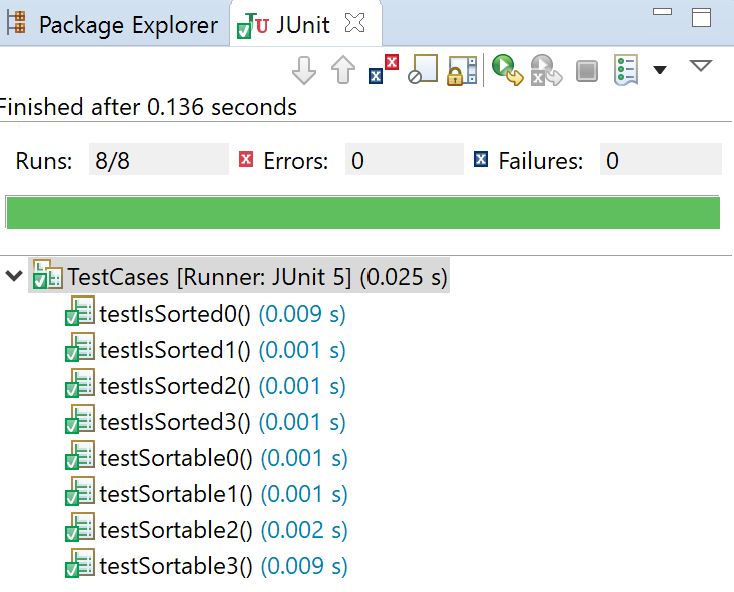 Package Explorer JUnit
Finished after 0.136 seconds
Runs: 8/8 Errors: 0 Failures: 0
TestCases [Runner: JUnit 5] (0.025 s)
testIsSorted0() (0.009 s)
testIsSorted1() (0.001 s)
testIsSorted2() (0.001 s)
testIsSorted3() (0.001 s)
testSortable0() (0.001 s)
testSortable1() (0.001 s)
testSortable2() (0.002 s)
testSortable3() (0.009 s)